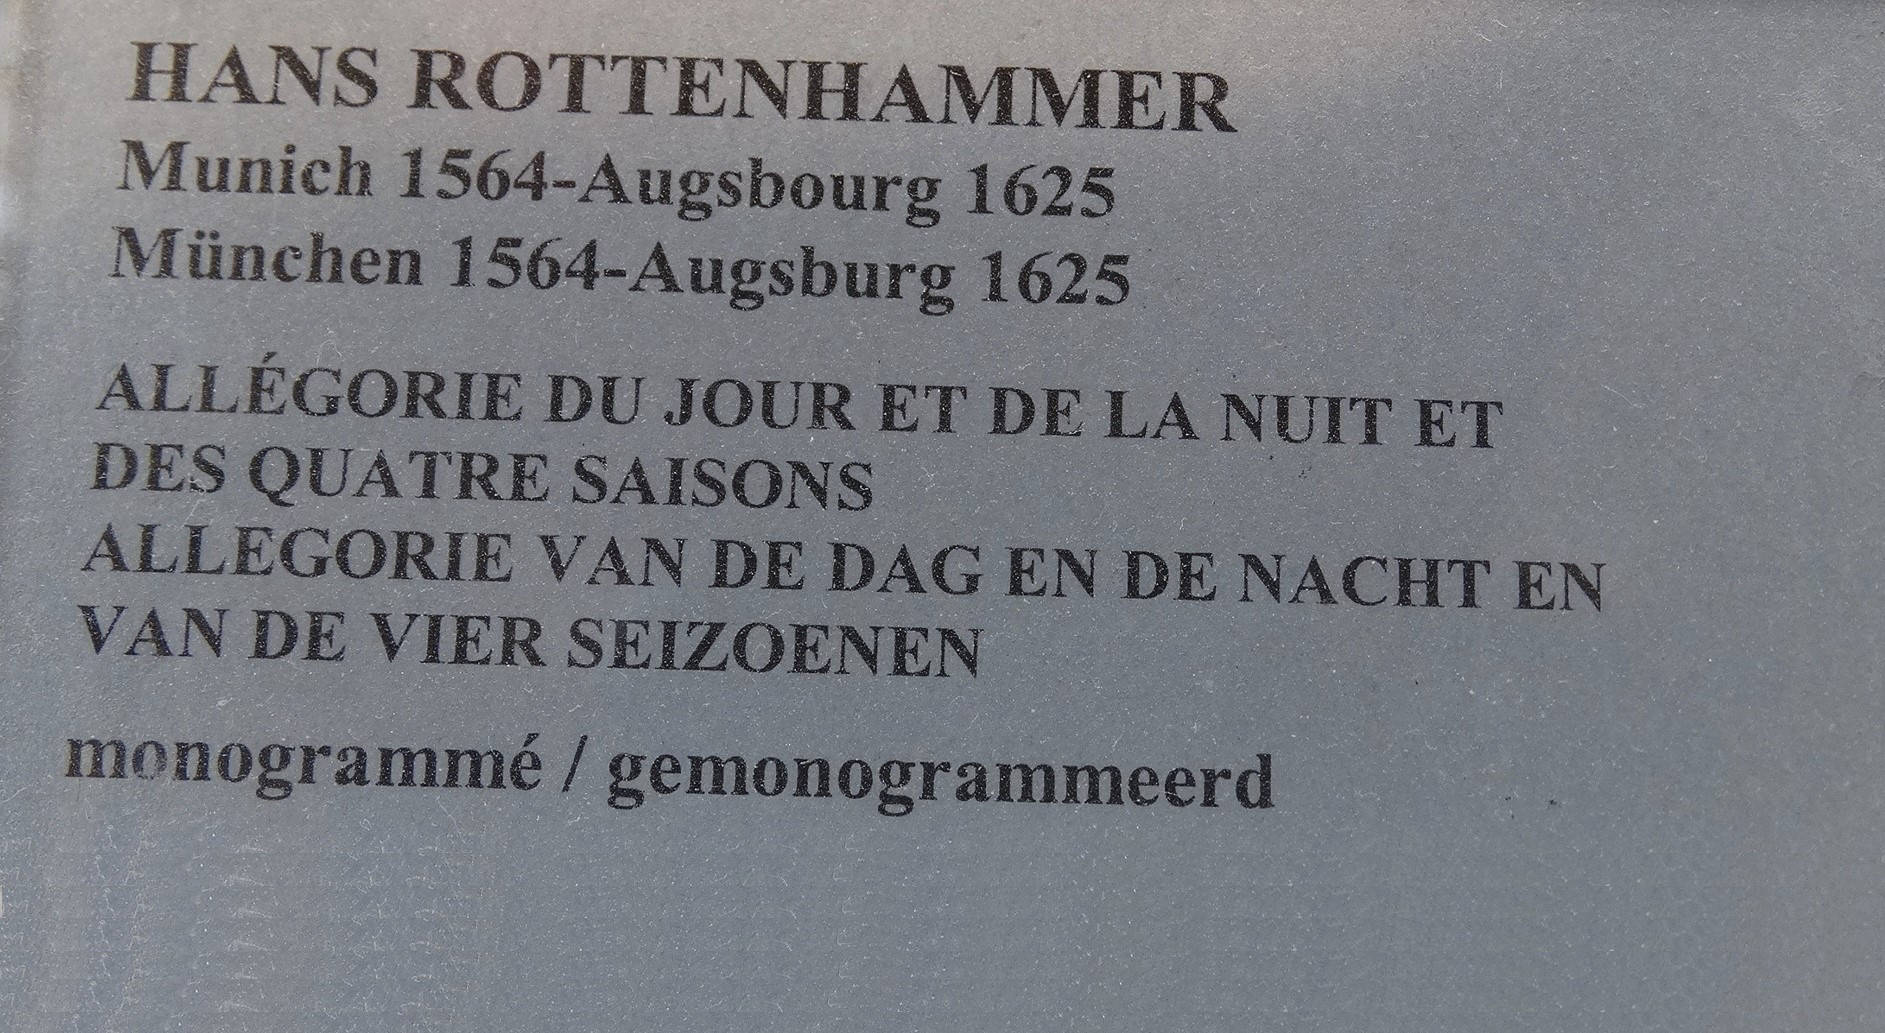 HANS ROTTENHAMMER
Munich 1564-Augsbourg 1625
München 1564-Augsburg 1625
ALLÉGORIE DU JOUR ET DE LA NUIT ET
DES QUATRE SAISONS
ALLEGORIE VAN DE DAG EN DE NACHT EN
VAN DE VIER SEIZOENEN
monogrammé / gemonogrammeerd